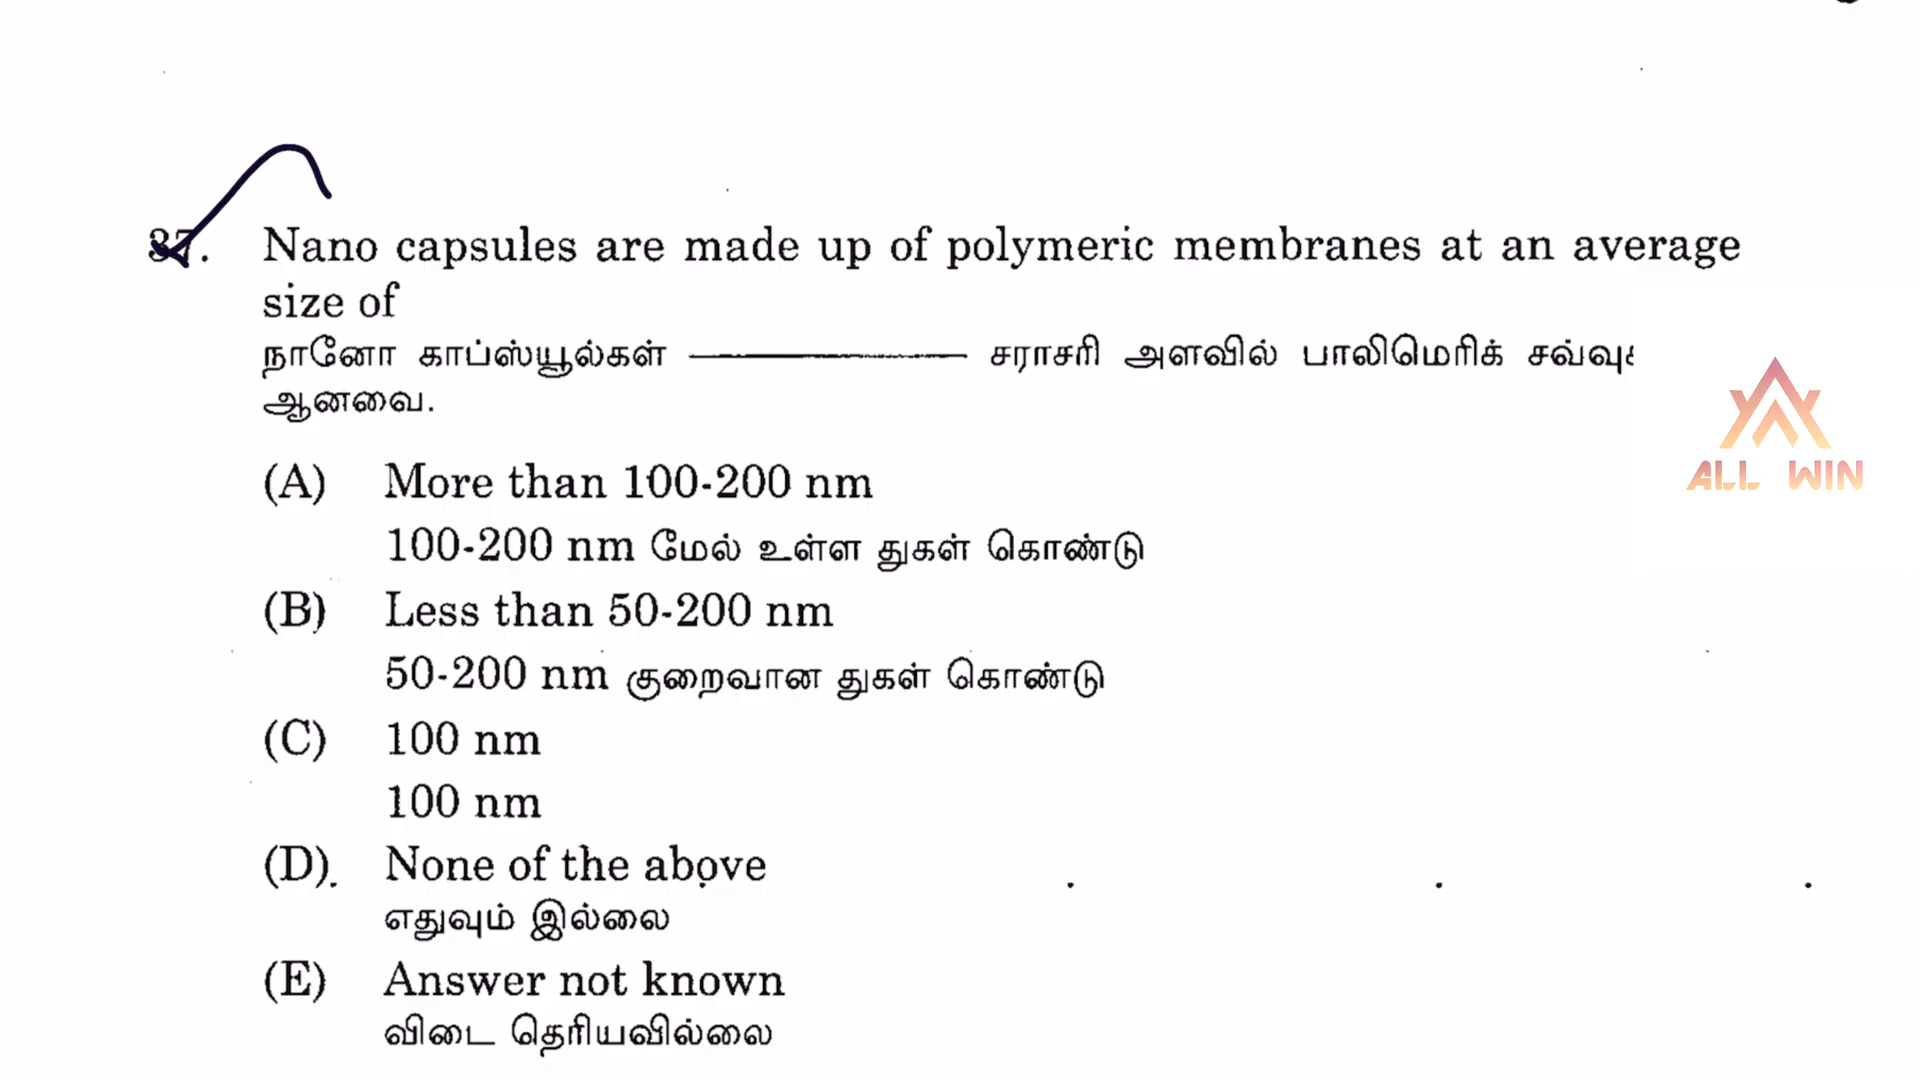 37. Nano capsules are made up of polymeric membranes at an average
size of
நானோ காப்ஸ்யூல்கள் ———— சராசரி அளவில் பாலிமெரிக்
ஆனவை.
ALL WIN
(A) More than 100-200 nm
100-200 nm மேல் உள்ள துகள் கொண்டு
(B) Less than 50-200 nm
50-200 nm குறைவான துகள் கொண்டு
(C) 100 nm
100 nm
(D) None of the above
எதுவும் இல்லை
(E) Answer not known
விடை தெரியவில்லை